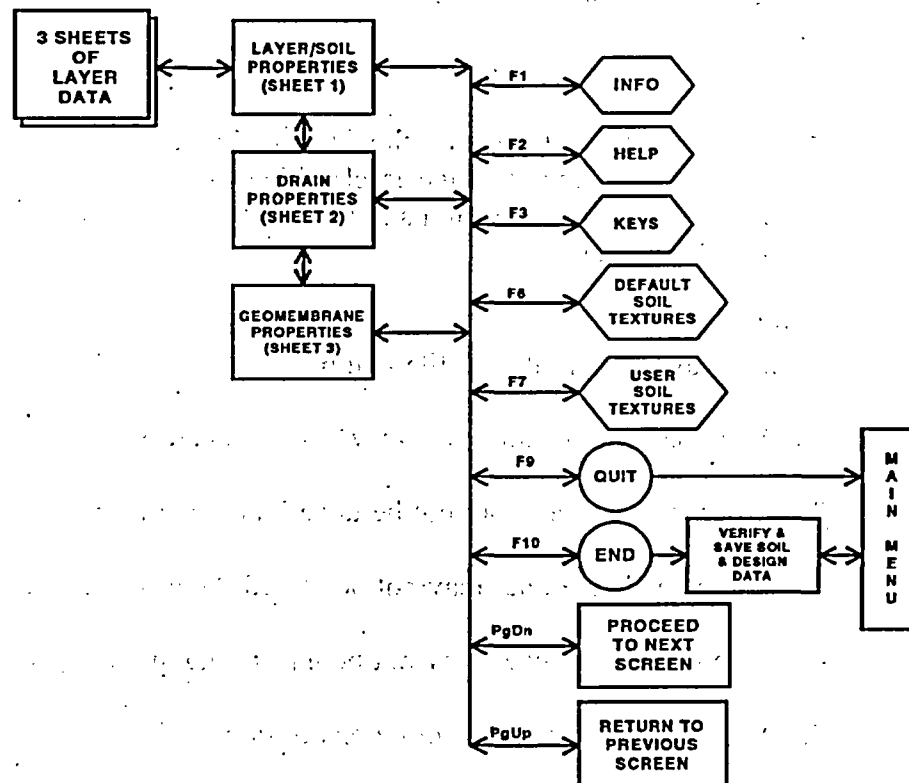 3 SHEETS
OF
LAYER
DATA
LAYER/SOIL
PROPERTIES
(SHEET 1)
DRAIN
PROPERTIES
(SHEET 2)
GEOMEMBRANE
PROPERTIES
(SHEET 3)
F1
INFO
F2
HELP
F3
KEYS
F6
DEFAULT
SOIL
TEXTURES
F7
USER
SOIL
TEXTURES
F9
QUIT
F10
END
VERIFY &
SAVE SOIL
& DESIGN
DATA
MAIN
MENU
PgDn
PROCEED
TO NEXT
SCREEN
PgUp
RETURN TO
PREVIOUS
SCREEN